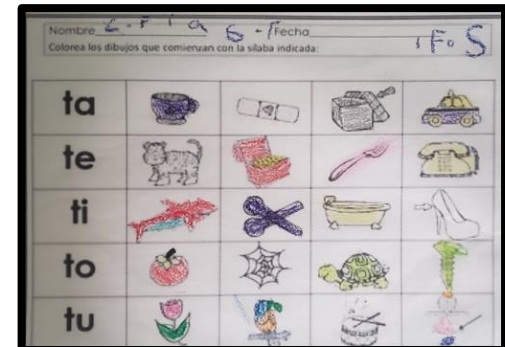 Nombre Fecha
Colorea los dibujos que comienzan con la sílaba indicada:
ta
te
ti
to
tu